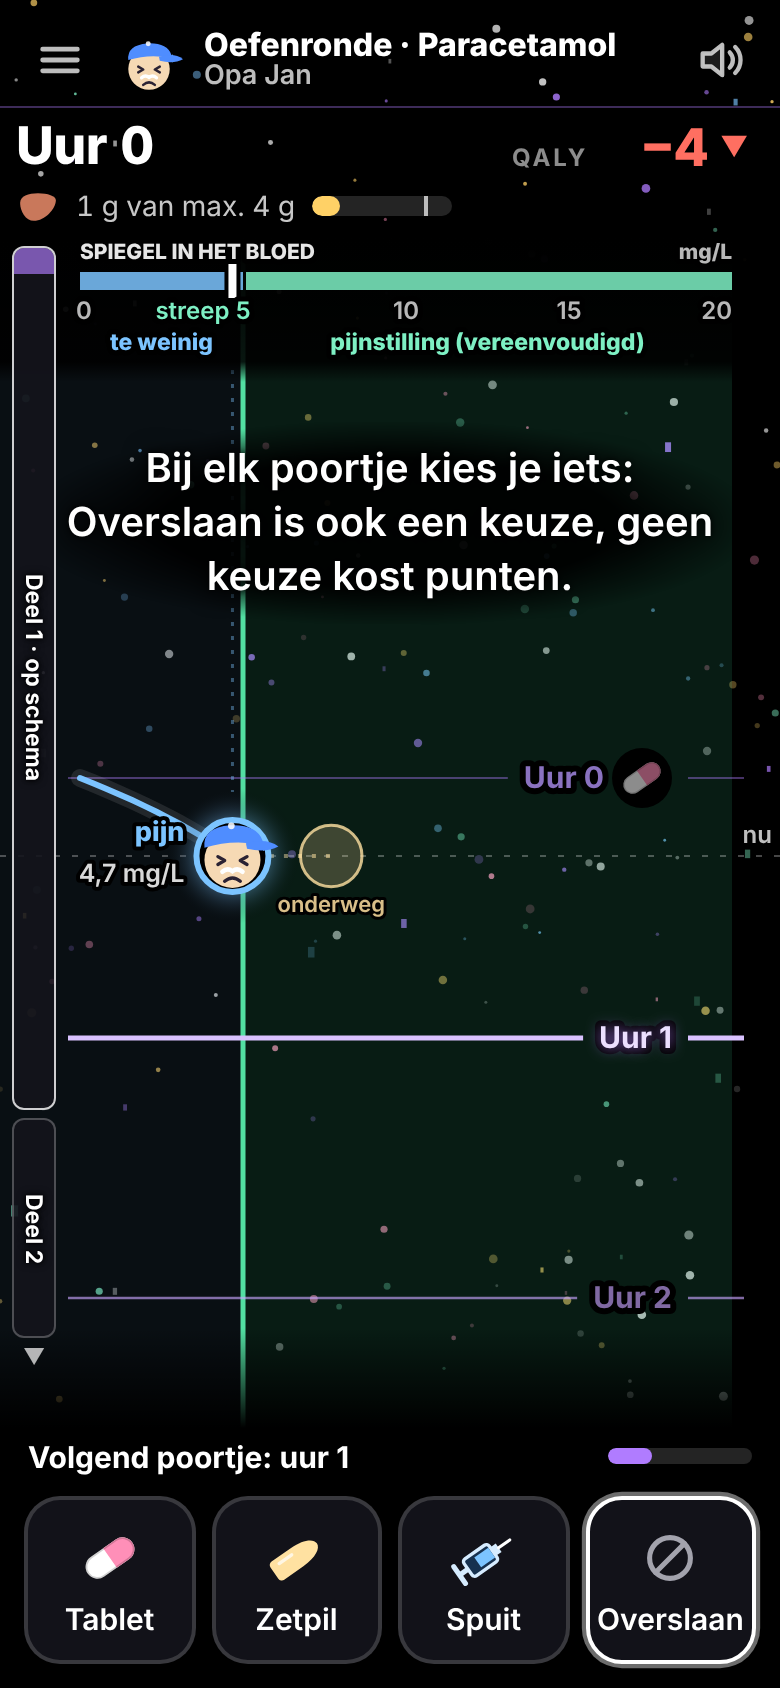 Oefenronde · Paracetamol
Opa Jan
Uur 0
QALY
−4
1 g van max. 4 g
SPIEGEL IN HET BLOED
mg/L
0
streep 5
10
15
20
te weinig
pijnstilling (vereenvoudigd)
Bij elk poortje kies je iets:
Overslaan is ook een keuze, geen
keuze kost punten.
Deel 1 · op schema
Uur 0
pijn
nu
4,7 mg/L
onderweg
Uur 1
Deel 2
Uur 2
Volgend poortje: uur 1
Tablet
Zetpil
Spuit
Overslaan